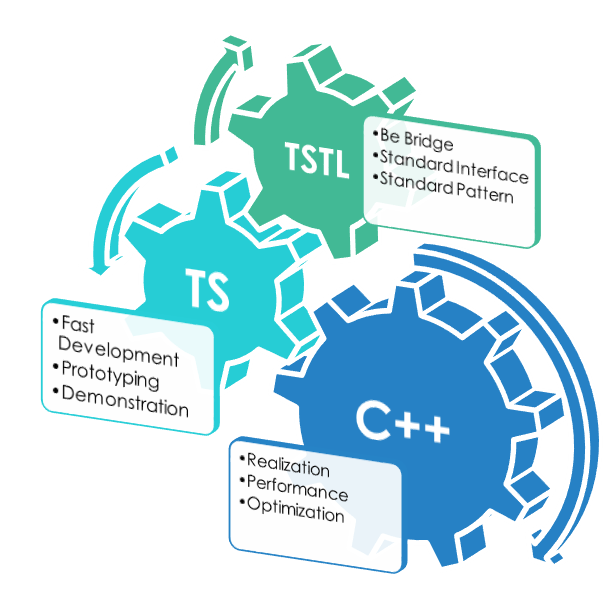 TSTL
•Be Bridge
•Standard Interface
•Standard Pattern
TS
•Fast
Development
•Prototyping
•Demonstration
C++
•Realization
•Performance
•Optimization